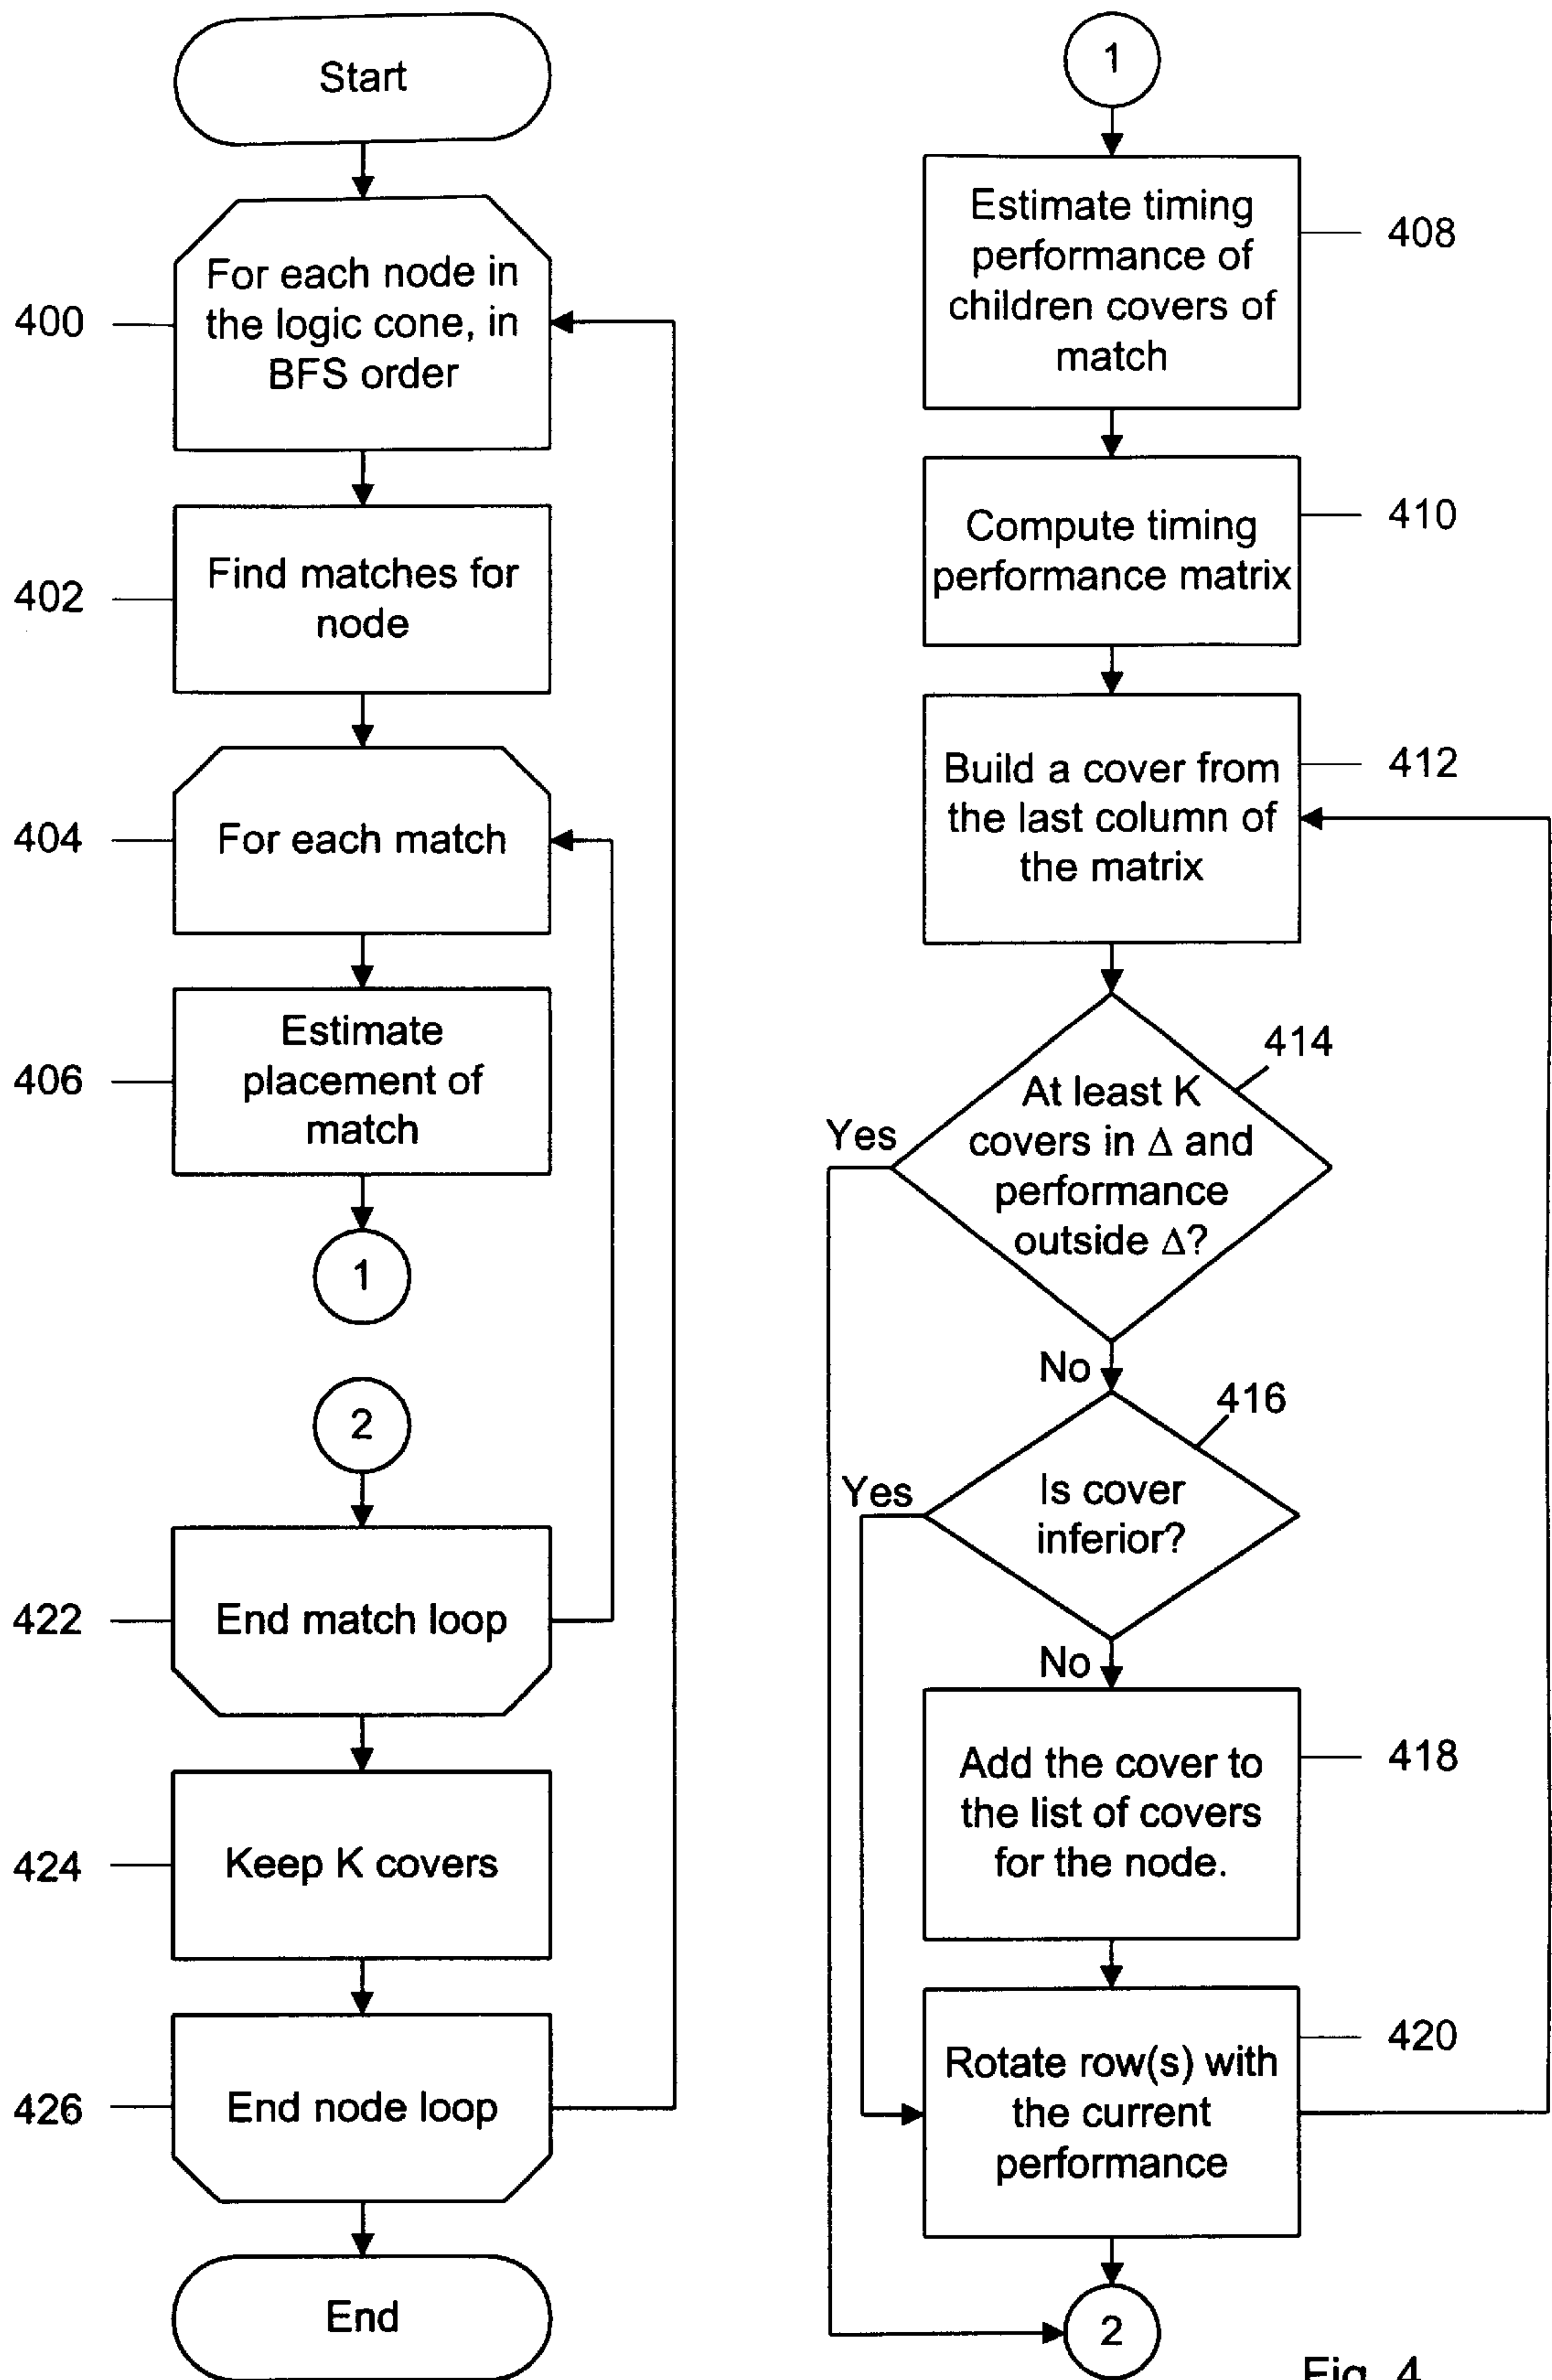 Start
400
For each node in
the logic cone, in
BFS order
402
Find matches for
node
404
For each match
406
Estimate
placement of
match
1
2
422
End match loop
424
Keep K covers
426
End node loop
End
1
Estimate timing
performance of
children covers of
match
408
Compute timing
performance matrix
410
Build a cover from
the last column of
the matrix
412
414
At least K
covers in Δ and
performance
outside Δ?
Yes
No
416
Is cover
inferior?
Yes
No
Add the cover to
the list of covers
for the node.
418
Rotate row(s) with
the current
performance
420
2
Fig. 4